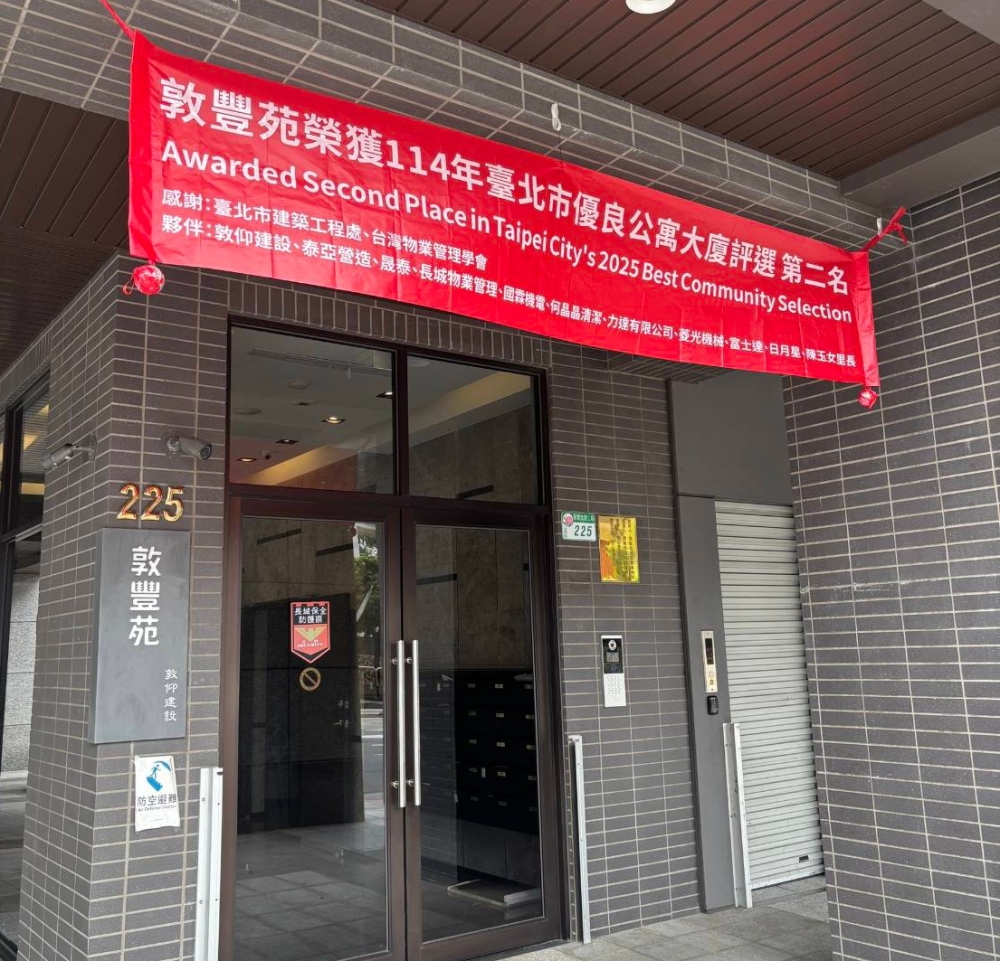 敦豐苑榮獲114年臺北市優良公寓大廈評選 第二名
Awarded Second Place in Taipei City's 2025 Best Community Selection
感謝:臺北市建築工程處、台灣物業管理學會
夥伴:敦仰建設、泰亞營造、晟泰、長城物業管理、國霖機電、何晶晶清潔、力達有限公司、菱光機械、富士達、日月星、陳玉女里長
225
敦豐苑
敦仰建設
長城保全
防護區
225
防空避難